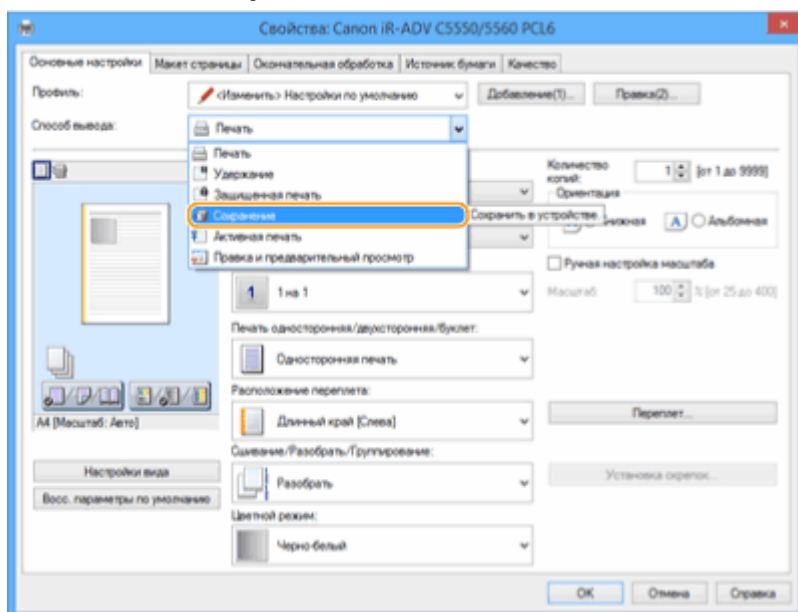 Свойства: Canon iR-ADV C5550/5560 PCL6
Основные настройки Макет страницы Окончательная обработка Источник бумаги Качество
Профиль: <Изменить> Настройки по умолчанию Добавление(1)... Правка(2)...
Способ вывода: Печать
Печать
Удержание
Защищенная печать
Сохранение
Сохранить в устройстве.
Активная печать
Правка и предварительный просмотр
Количество копий: 1 [от 1 до 9999]
Ориентация
A Альбомная
Ручная настройка масштаба
Масштаб: 100 % [от 25 до 400]
1 1 на 1
Печать односторонняя/двухсторонняя/буклет:
Односторонняя печать
Расположение переплета:
Длинный край [Слева]
Переплет...
A4 [Масштаб: Авто]
Сшивание/Разобрать/Группирование:
Разобрать
Установка скрепок...
Настройки вида
Восс. параметры по умолчанию
Цветной режим:
Черно-белый
OK Отмена Справка